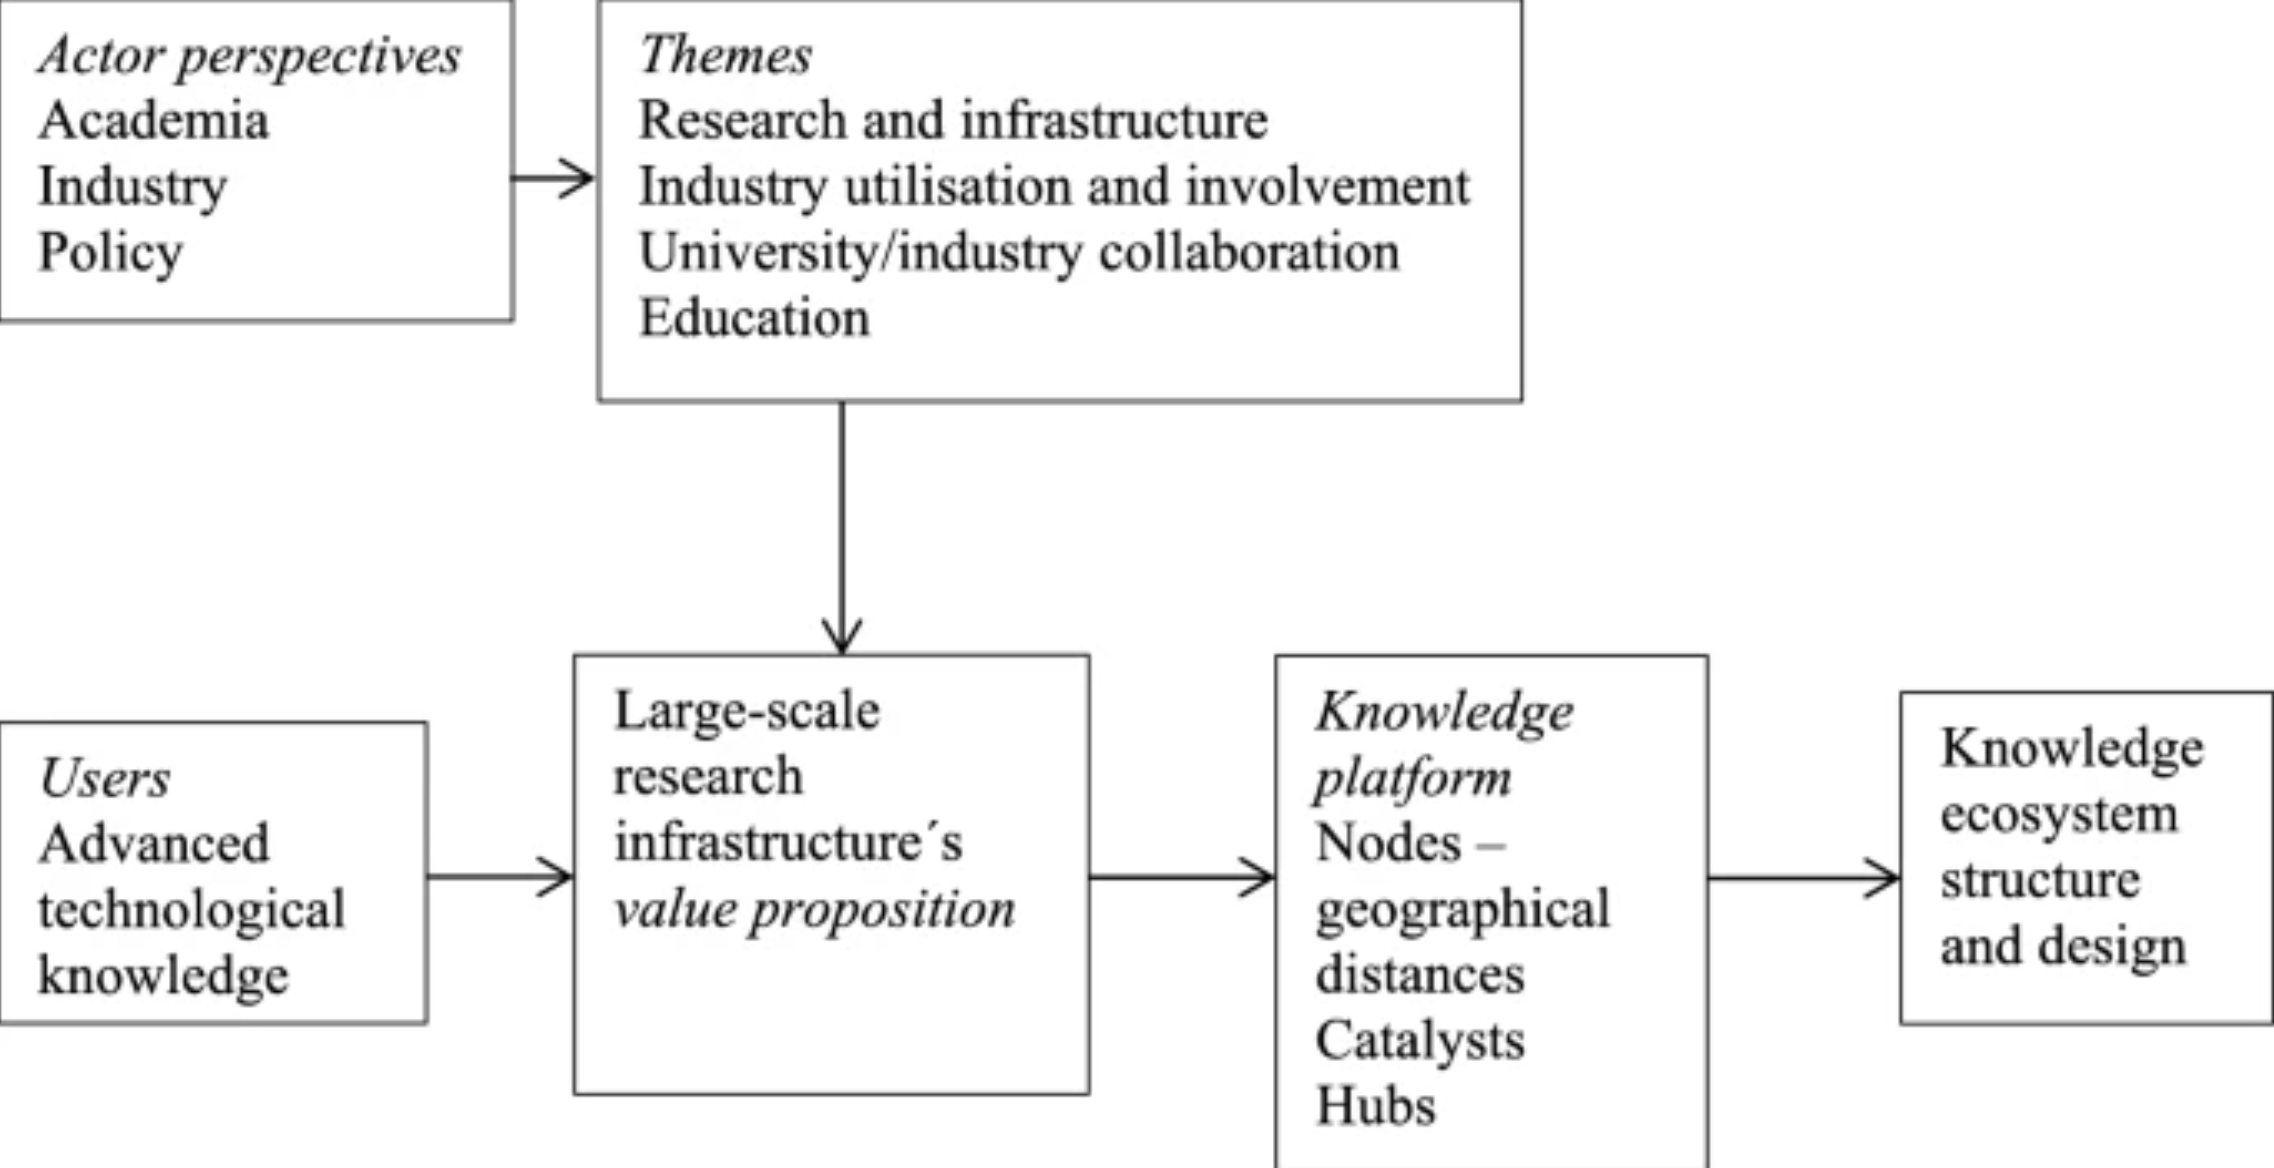 Actor perspectives
Academia
Industry
Policy
Themes
Research and infrastructure
Industry utilisation and involvement
University/industry collaboration
Education
Users
Advanced
technological
knowledge
Large-scale
research
infrastructure´s
value proposition
Knowledge
platform
Nodes –
geographical
distances
Catalysts
Hubs
Knowledge
ecosystem
structure
and design